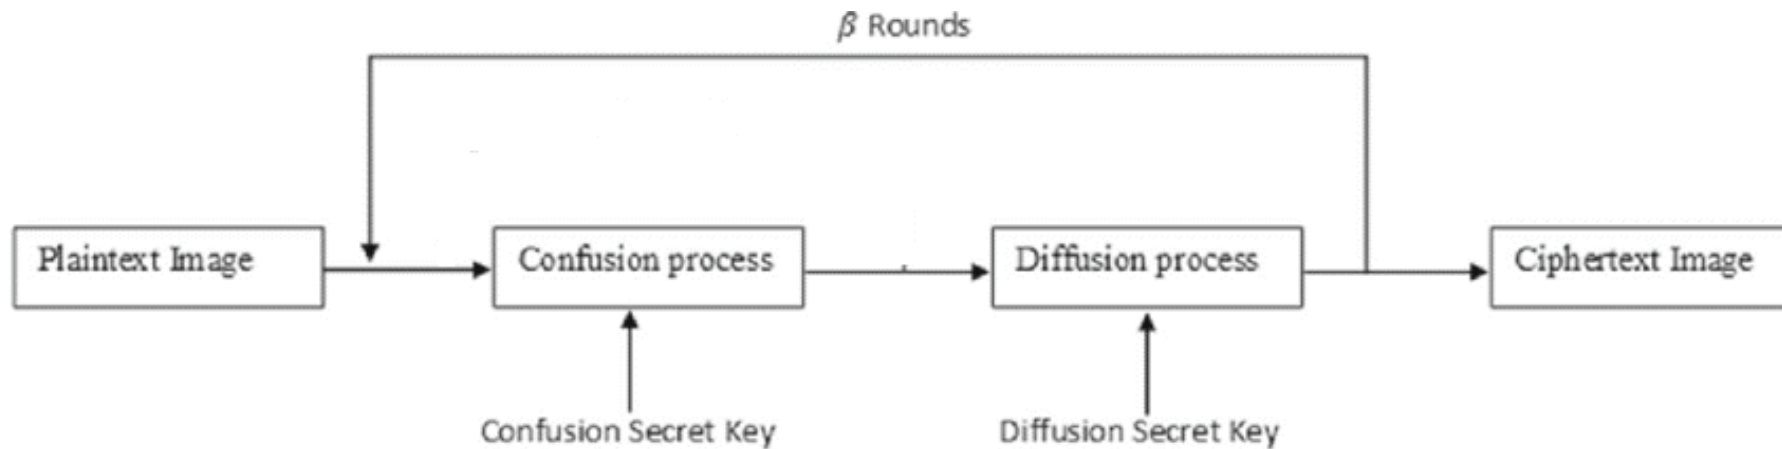 β Rounds
Plaintext Image
Confusion process
Diffusion process
Ciphertext Image
Confusion Secret Key
Diffusion Secret Key